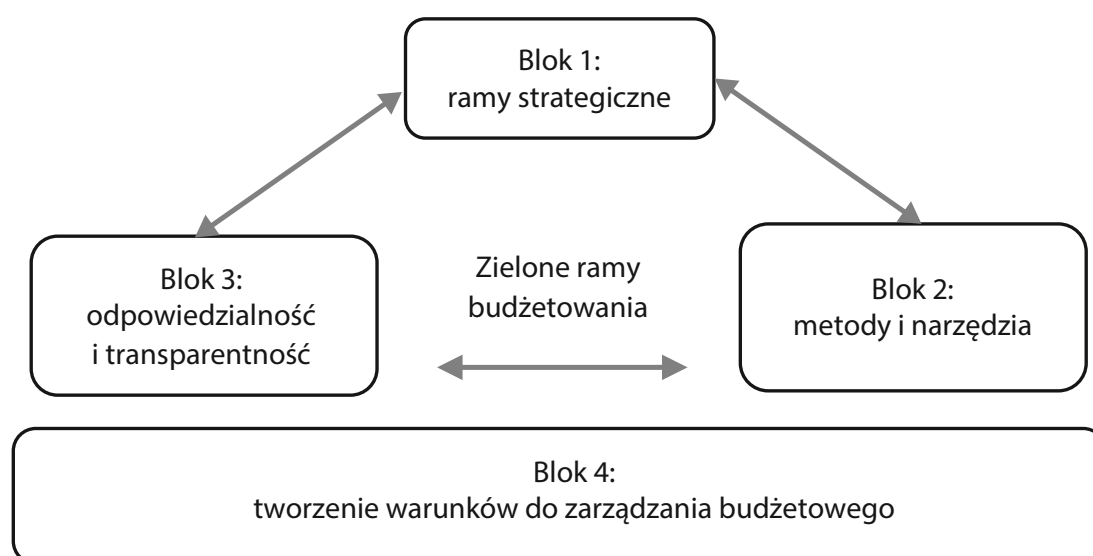 Blok 1:
ramy strategiczne
Blok 3:
odpowiedzialność
i transparentność
Zielone ramy
budżetowania
Blok 2:
metody i narzędzia
Blok 4:
tworzenie warunków do zarządzania budżetowego